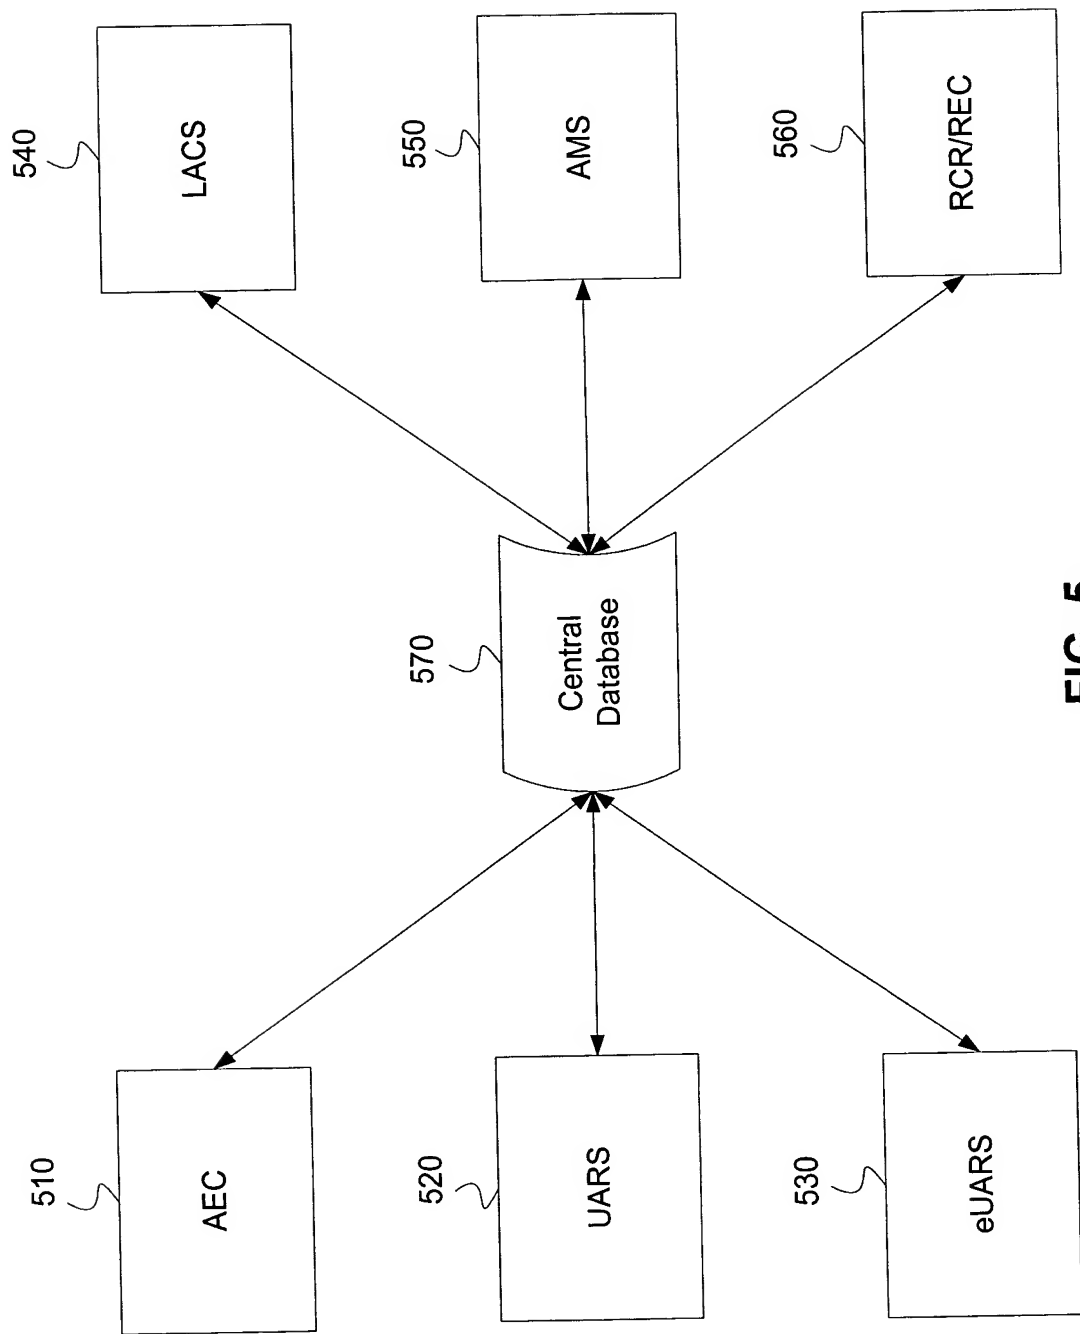 510
AEC
520
UARS
530
eUARS
570
Central
Database
540
LACS
550
AMS
560
RCR/REC
FIG. 5